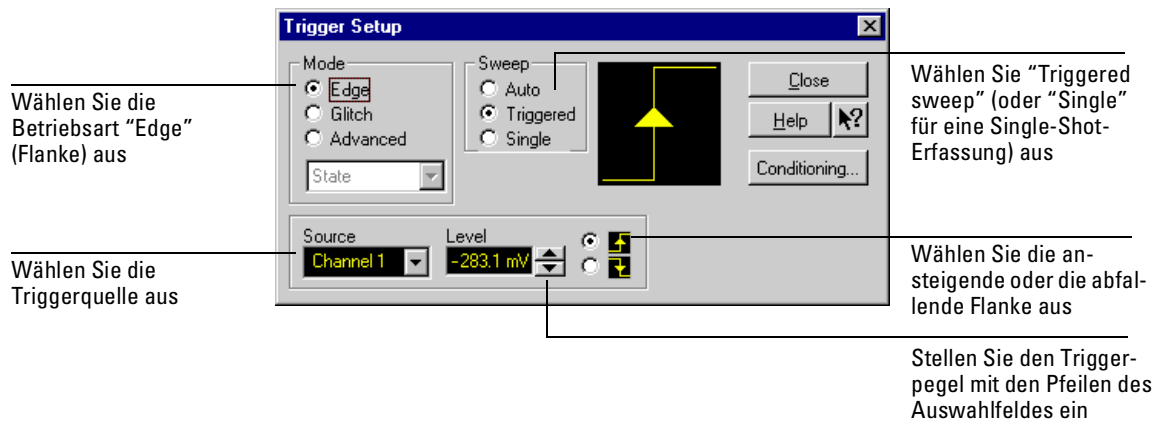 Trigger Setup
Mode
Edge
Glitch
Advanced
State
Sweep
Auto
Triggered
Single
Close
Help
Conditioning...
Source
Channel 1
Level
-283.1 mV
Wählen Sie die
Betriebsart “Edge”
(Flanke) aus
Wählen Sie die
Triggerquelle aus
Wählen Sie “Triggered
sweep” (oder “Single”
für eine Single-Shot-
Erfassung) aus
Wählen Sie die an-
steigende oder die abfal-
lende Flanke aus
Stellen Sie den Trigger-
pegel mit den Pfeilen des
Auswahlfeldes ein